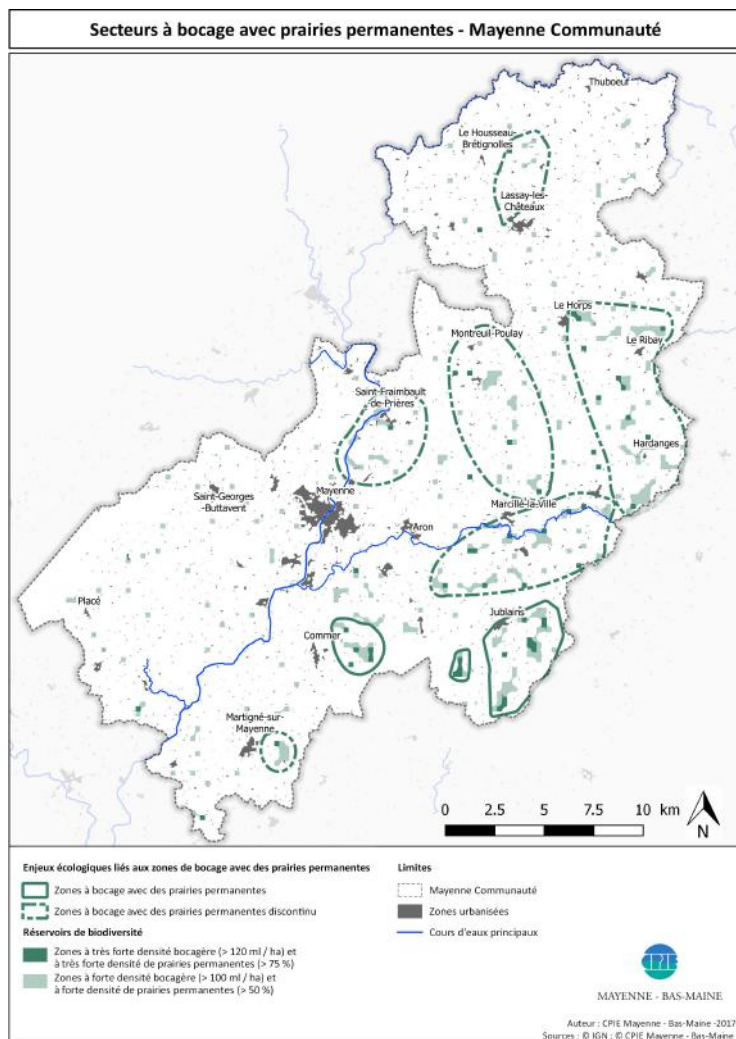 Secteurs à bocage avec prairies permanentes - Mayenne Communauté
Thuboeuf
Le Housseau-
Brétignolles
Lassay-les-
Châteaux
Le Horps
Montreuil-Poulay
Le Ribay
Saint-Fraimbault
de-Prières
Hardanges
Saint-Georges
-Buttavent
Mayenne
Marcillé-la-Ville
Aron
Placé
Jublains
Commer
Martigné-sur-
Mayenne
0 2.5 5 7.5 10 km
N
Enjeux écologiques liés aux zones de bocage avec des prairies permanentes
Zones à bocage avec des prairies permanentes
Zones à bocage avec des prairies permanentes discontinu
Réservoirs de biodiversité
Zones à très forte densité bocagère (> 120 ml / ha) et
à très forte densité de prairies permanentes (> 75 %)
Zones à forte densité bocagère (> 100 ml / ha) et
à forte densité de prairies permanentes (> 50 %)
Limites
Mayenne Communauté
Zones urbanisées
Cours d'eaux principaux
CPIE
MAYENNE - BAS-MAINE
Auteur : CPIE Mayenne - Bas-Maine -2017
Sources : © IGN : © CPIE Mayenne - Bas-Maine